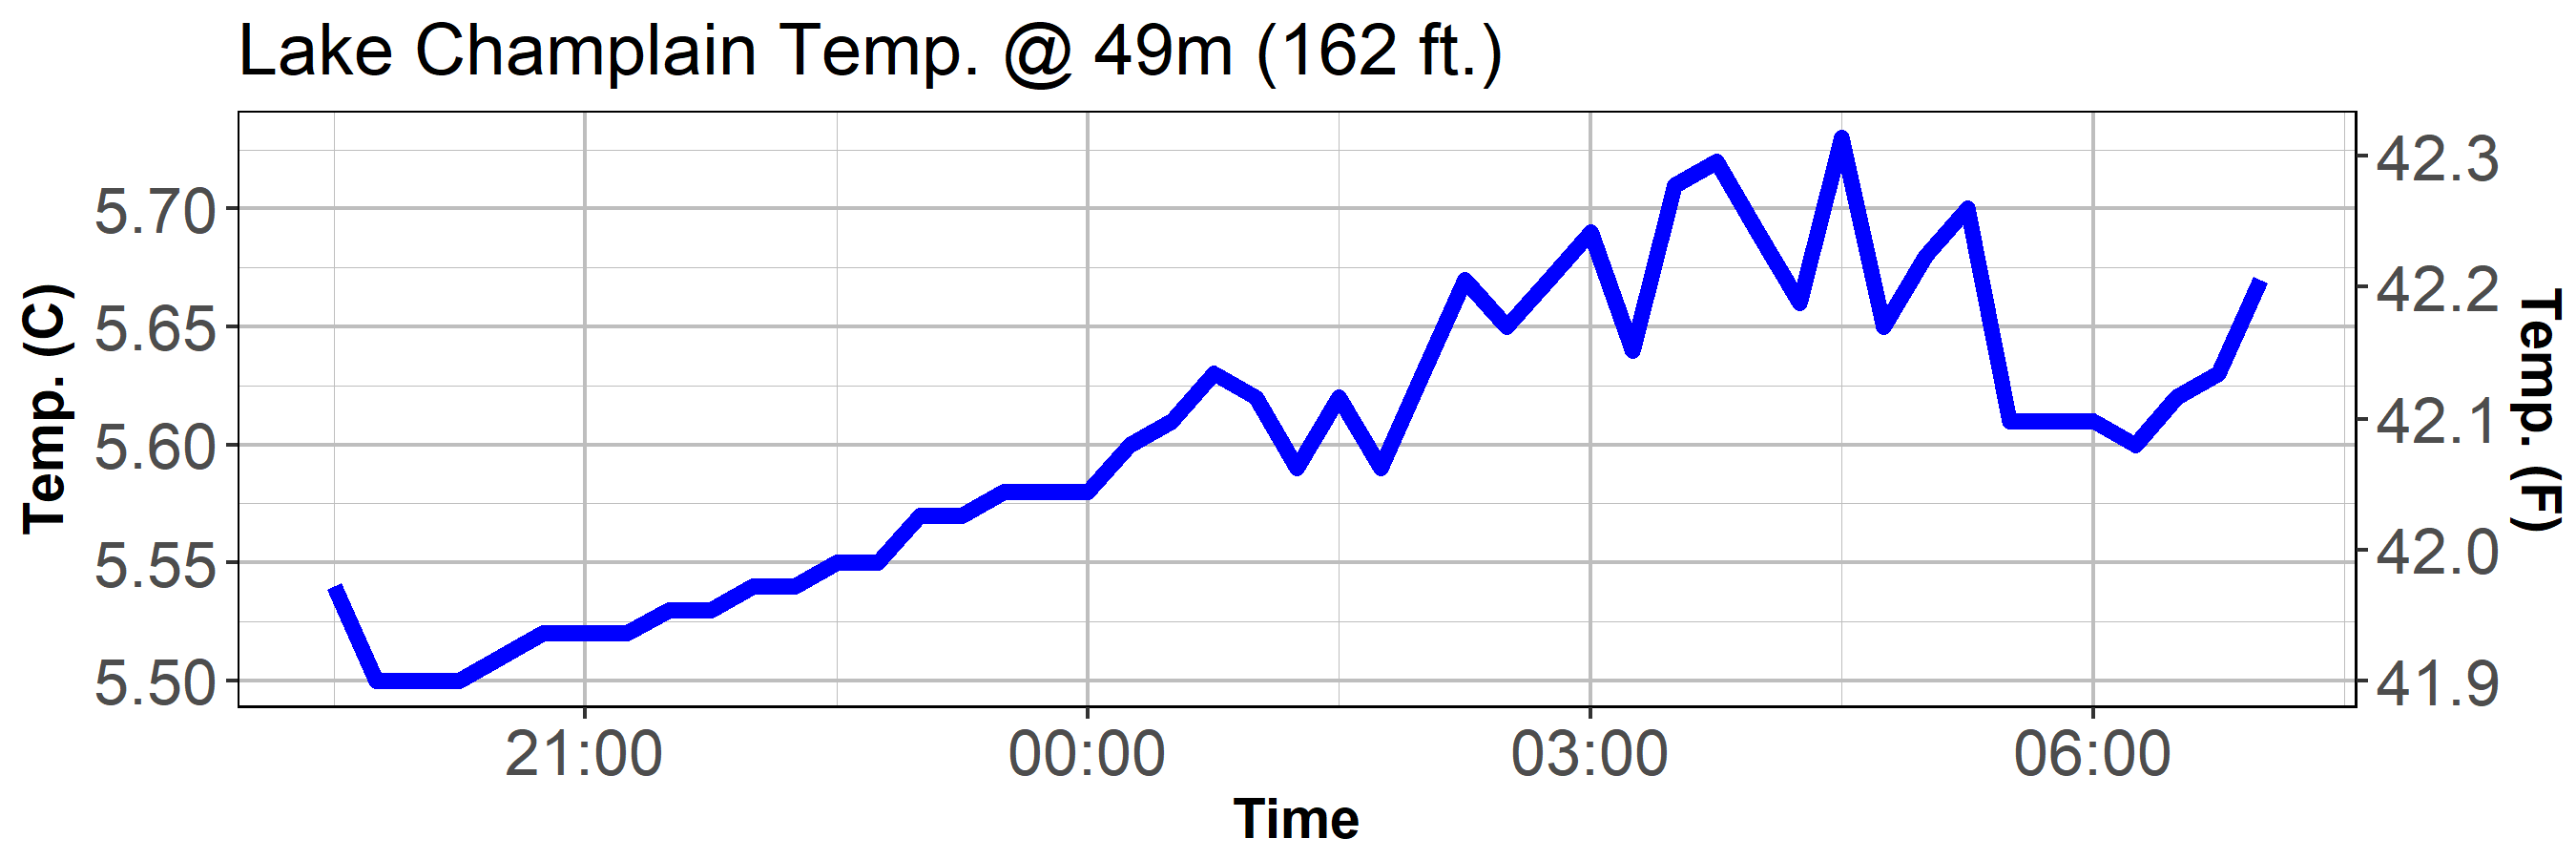 Lake Champlain Temp. @ 49m (162 ft.)
Temp. (C)
5.70
5.65
5.60
5.55
5.50
42.3
42.2
42.1
42.0
41.9
Temp. (F)
21:00 00:00 03:00 06:00
Time